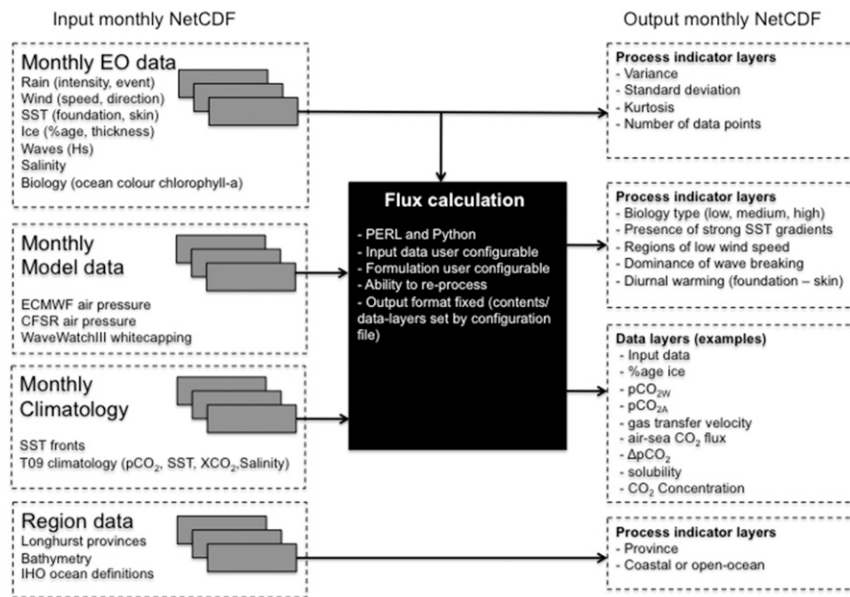 Input monthly NetCDF
Output monthly NetCDF
Monthly EO data
Rain (intensity, event)
Wind (speed, direction)
SST (foundation, skin)
Ice (%age, thickness)
Waves (Hs)
Salinity
Biology (ocean colour chlorophyll-a)
Monthly
Model data
ECMWF air pressure
CFSR air pressure
WaveWatchIII whitecapping
Monthly
Climatology
SST fronts
T09 climatology (pCO₂, SST, XCO₂,Salinity)
Region data
Longhurst provinces
Bathymetry
IHO ocean definitions
Flux calculation
- PERL and Python
- Input data user configurable
- Formulation user configurable
- Ability to re-process
- Output format fixed (contents/
data-layers set by configuration
file)
Process indicator layers
- Variance
- Standard deviation
- Kurtosis
- Number of data points
Process indicator layers
- Biology type (low, medium, high)
- Presence of strong SST gradients
- Regions of low wind speed
- Dominance of wave breaking
- Diurnal warming (foundation – skin)
Data layers (examples)
- Input data
- %age ice
- pCO₂W
- pCO₂A
- gas transfer velocity
- air-sea CO₂ flux
- ΔpCO₂
- solubility
- CO₂ Concentration
Process indicator layers
- Province
- Coastal or open-ocean